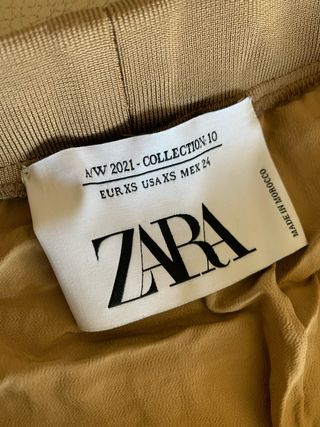 A/W 2021 - COLLECTION: 10
EUR XS USA XS MEX 24
ZARA
MADE IN MOROCCO